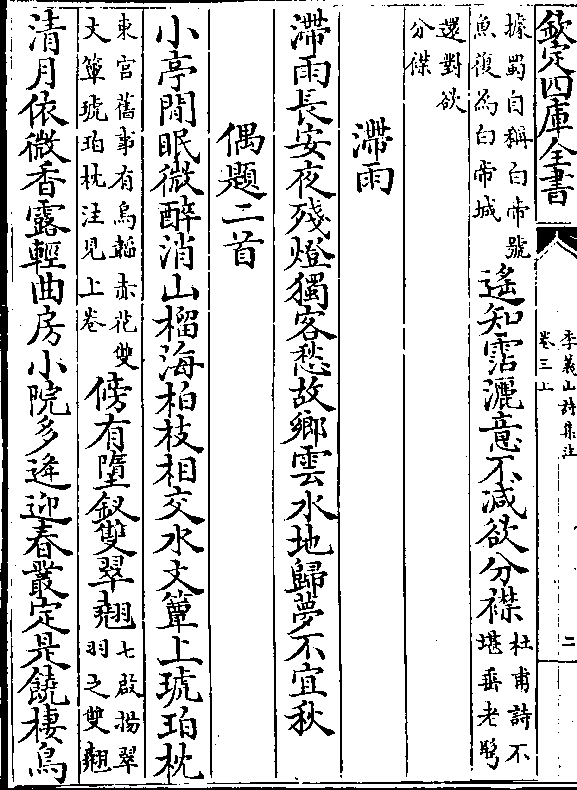 欽定四庫全書
李義山詩集注
卷三上
二
據蜀自稱白帝號
魚復為白帝城
遙知霑灑意不減欲分襟
杜甫詩不
堪垂老鬢
還對欲
分襟
滯雨
滯雨長安夜殘燈獨客愁故鄉雲水地歸夢不宜秋
偶題二首
小亭閒眠微醉消山榴海柏枝相交水文簟上琥珀枕
東宮舊事有烏韜赤花雙
文簟琥珀枕注見上卷
傍有墮釵雙翠翹
七啟揚翠
羽之雙翹
清月依微香露輕曲房小院多逢迎春叢定是饒棲鳥